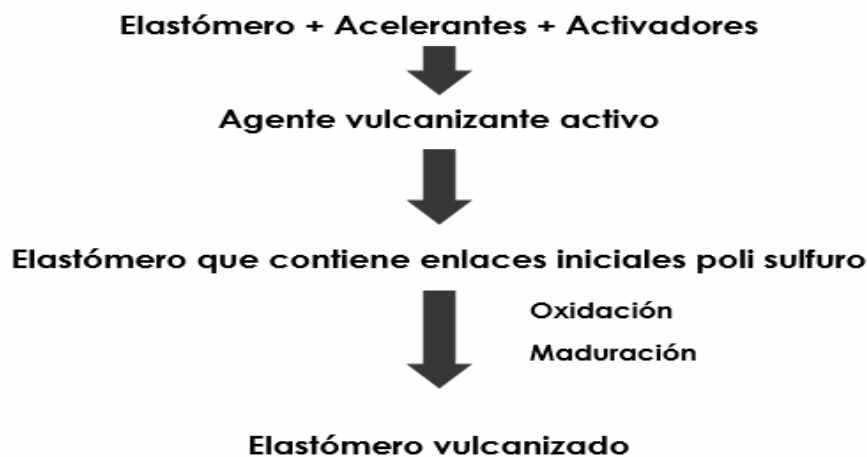 Elastómero + Acelerantes + Activadores
Agente vulcanizante activo
Elastómero que contiene enlaces iniciales poli sulfuro
Oxidación
Maduración
Elastómero vulcanizado